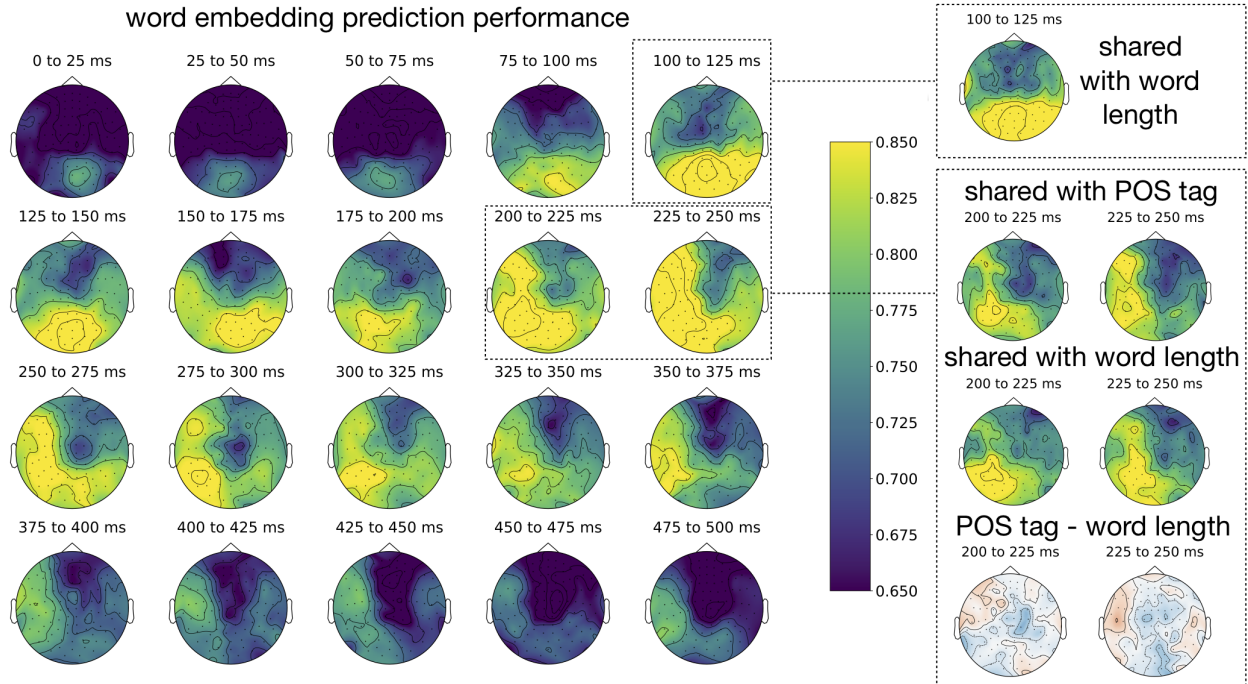 word embedding prediction performance
0 to 25 ms
25 to 50 ms
50 to 75 ms
75 to 100 ms
100 to 125 ms
125 to 150 ms
150 to 175 ms
175 to 200 ms
200 to 225 ms
225 to 250 ms
250 to 275 ms
275 to 300 ms
300 to 325 ms
325 to 350 ms
350 to 375 ms
375 to 400 ms
400 to 425 ms
425 to 450 ms
450 to 475 ms
475 to 500 ms
0.850
0.825
0.800
0.775
0.750
0.725
0.700
0.675
0.650
100 to 125 ms
shared
with word
length
shared with POS tag
200 to 225 ms
225 to 250 ms
shared with word length
200 to 225 ms
225 to 250 ms
POS tag - word length
200 to 225 ms
225 to 250 ms